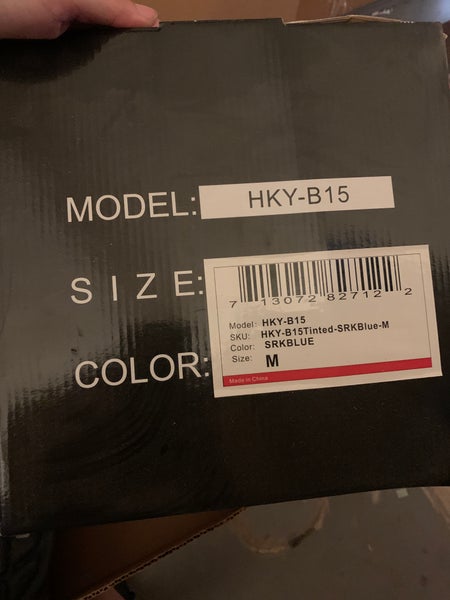 MODEL: HKY-B15
SIZE:
7 13072 82712 2
Model: HKY-B15
SKU: HKY-B15Tinted-SRKBlue-M
Color: SRKBLUE
Size: M
COLOR:
Made in China